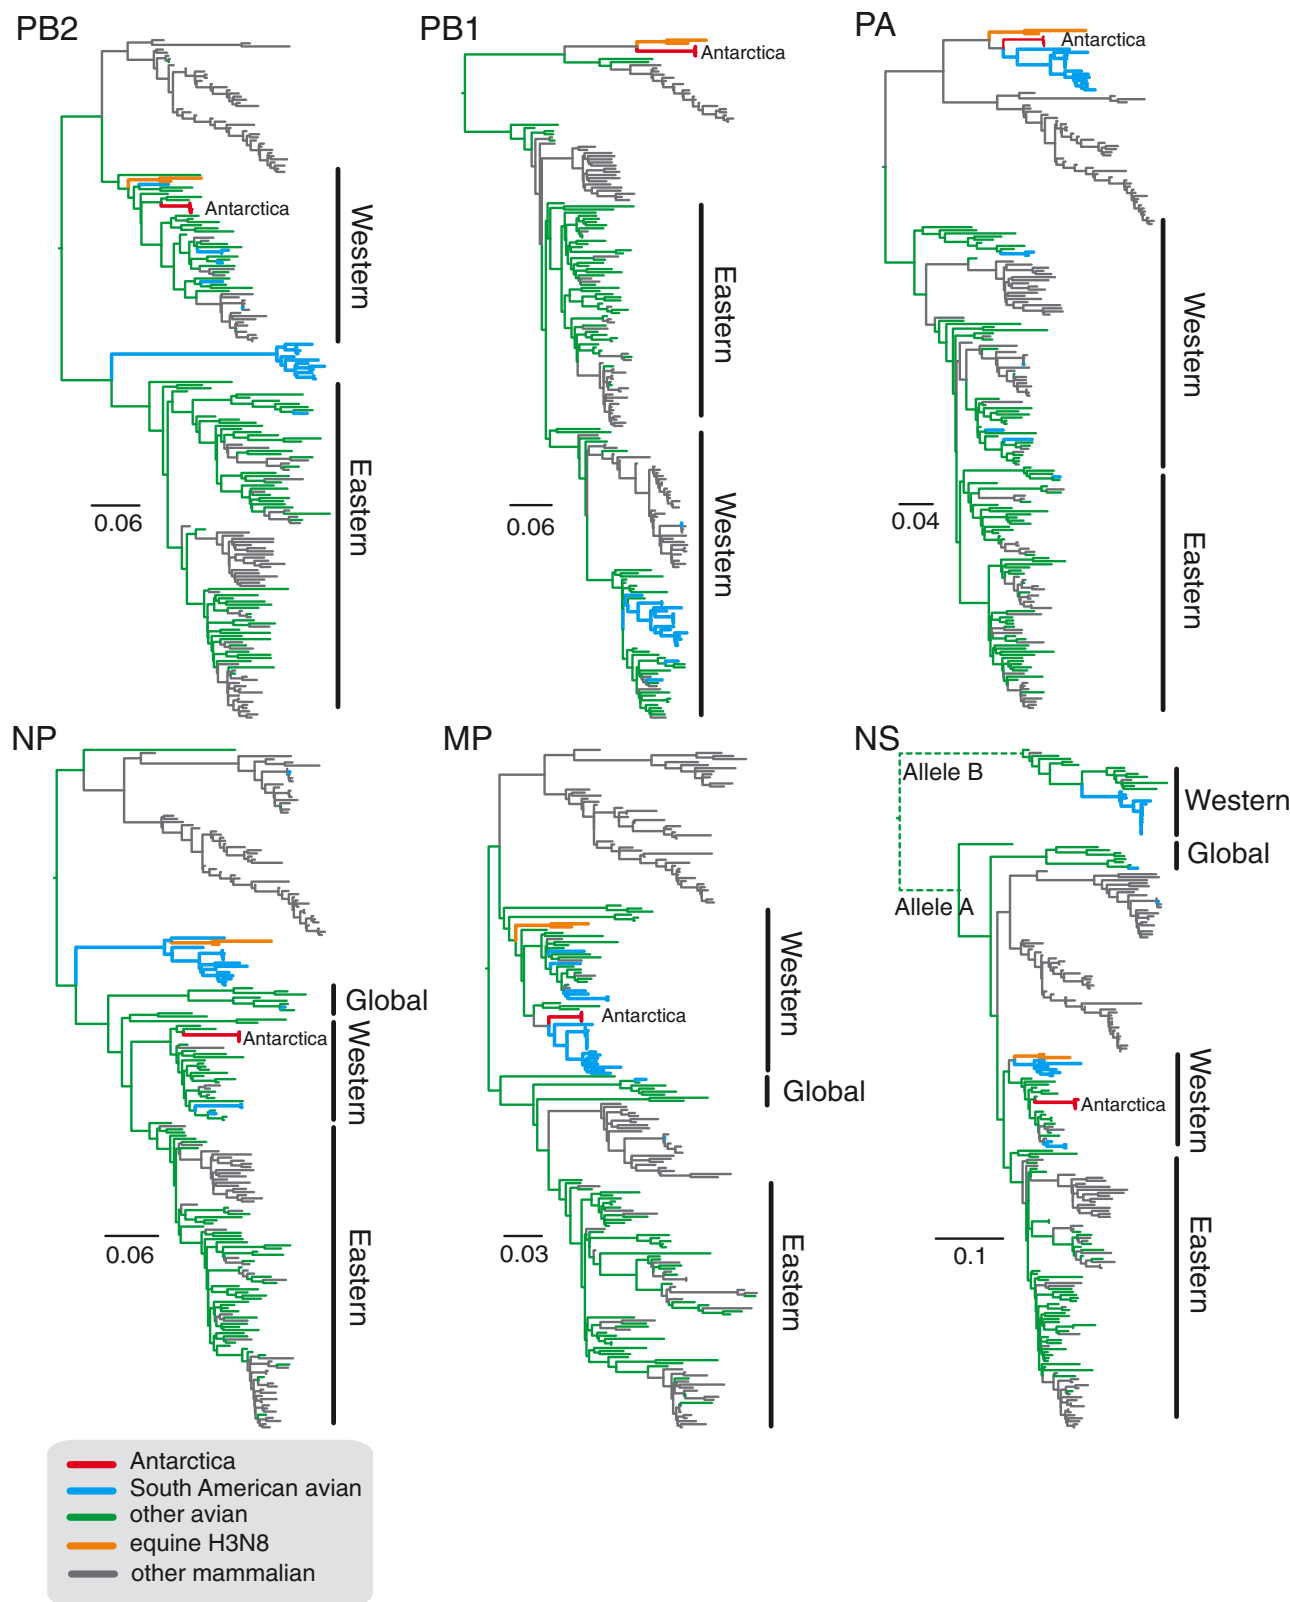 PB2
PB1
PA
Antarctica
Antarctica
Antarctica
Western
Eastern
Western
Eastern
Western
Eastern
0.06
0.06
0.04
NP
MP
NS
Allele B
Western
Global
Allele A
Western
Global
Antarctica
Western
Antarctica
Global
Western
Antarctica
Eastern
Eastern
Eastern
0.06
0.03
0.1
Antarctica
South American avian
other avian
equine H3N8
other mammalian